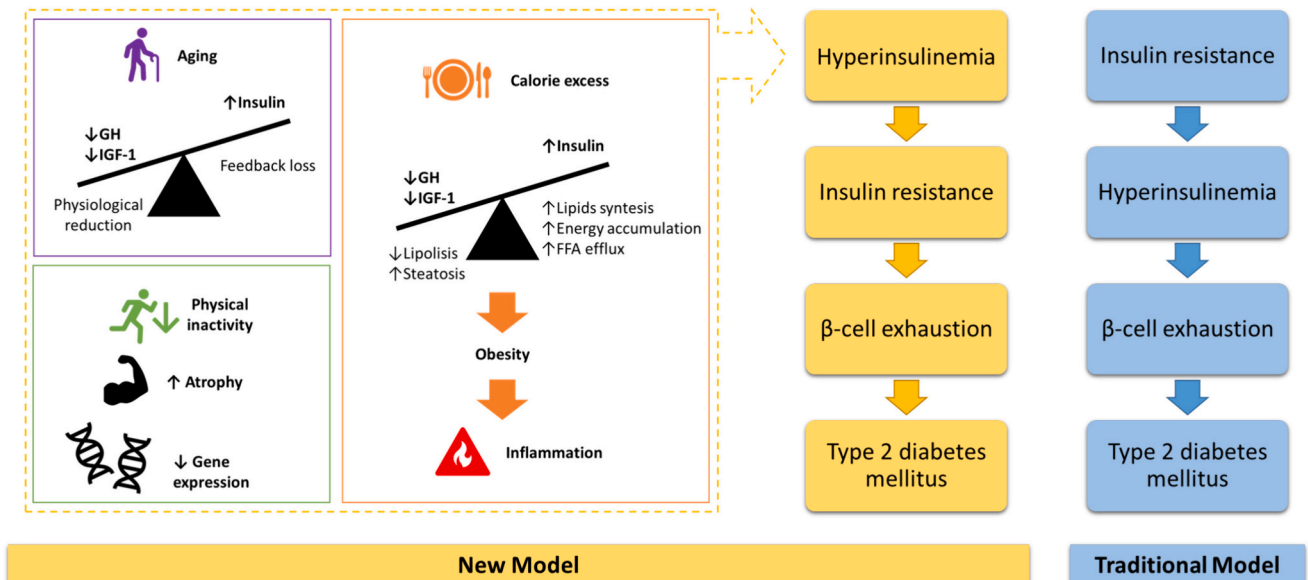 Aging
↑Insulin
↓GH
↓IGF-1
Feedback loss
Physiological
reduction
Physical
inactivity
↑ Atrophy
↓ Gene
expression
Calorie excess
↑Insulin
↓GH
↓IGF-1
↑Lipids syntesis
↑Energy accumulation
↑FFA efflux
↓Lipolisis
↑Steatosis
Obesity
Inflammation
Hyperinsulinemia
Insulin resistance
β-cell exhaustion
Type 2 diabetes
mellitus
New Model
Insulin resistance
Hyperinsulinemia
β-cell exhaustion
Type 2 diabetes
mellitus
Traditional Model